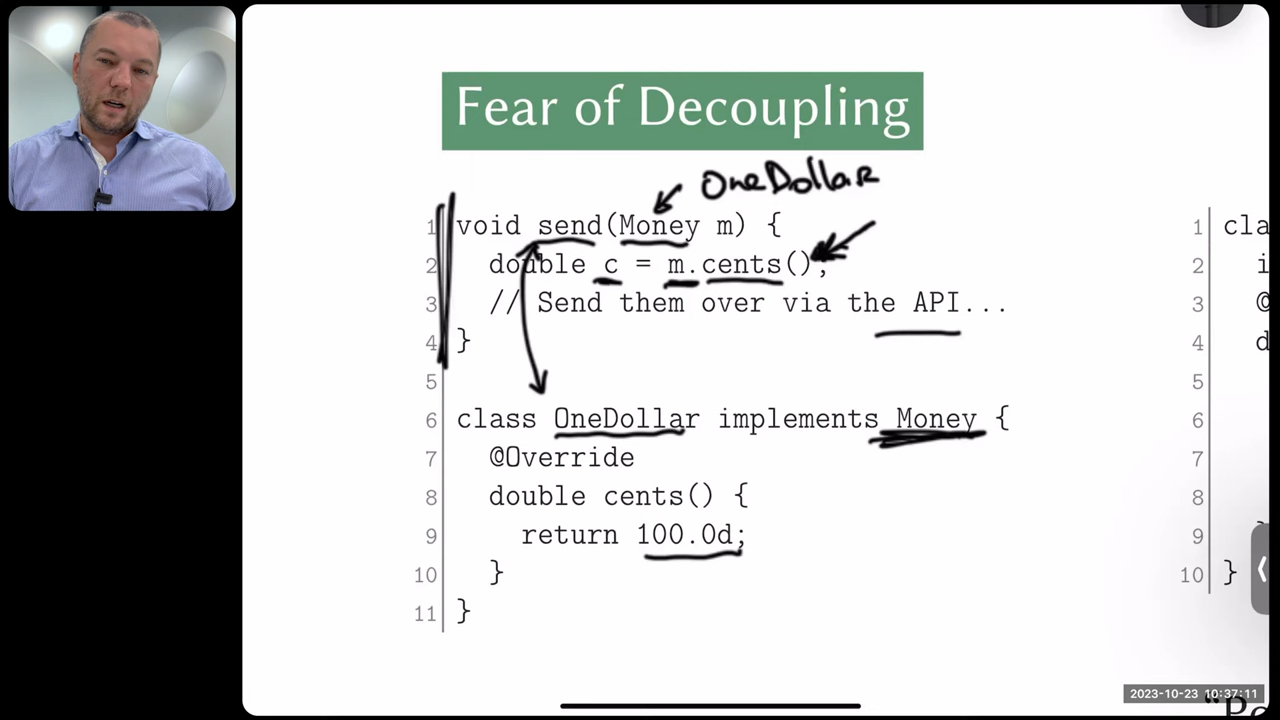 Fear of Decoupling
OneDollar
1 void send(Money m) {
2 double c = m.cents();
3 // Send them over via the API...
4 }
5
6 class OneDollar implements Money {
7 @Override
8 double cents() {
9 return 100.0d;
10 }
11 }
1 cla
2 i
3 @
4 d
5
6
7
8
9
10 }
2023-10-23 10:37:11